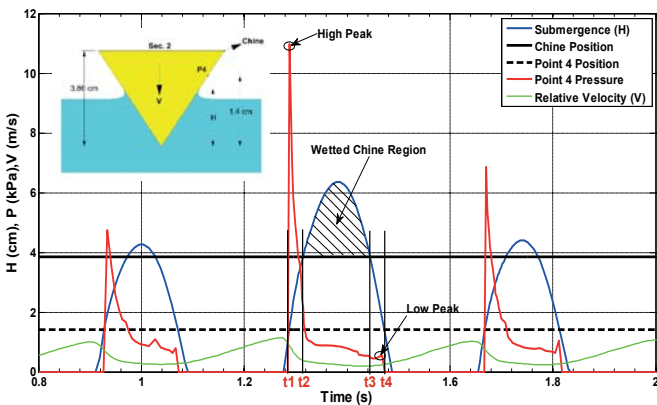 12
10
8
6
4
2
0
H (cm), P (kPa),V (m/s)
0.8
1
1.2
1.4
1.6
1.8
2
t1 t2
t3 t4
Time (s)
Sec. 2
Chine
P4
3.86 cm
V
H
1.4 cm
High Peak
Wetted Chine Region
Low Peak
Submergence (H)
Chine Position
Point 4 Position
Point 4 Pressure
Relative Velocity (V)